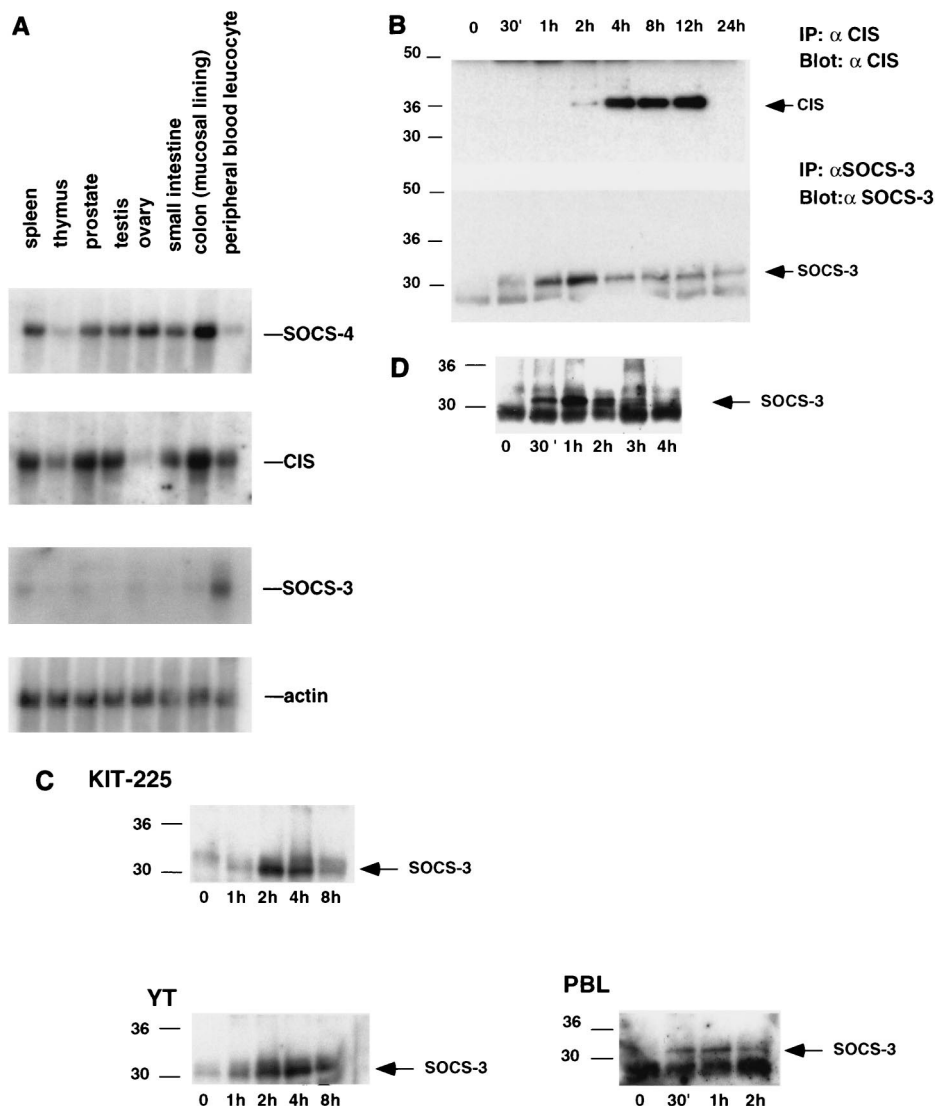 A
spleen
thymus
prostate
testis
ovary
small intestine
colon (mucosal lining)
peripheral blood leucocyte
SOCS-4
CIS
SOCS-3
actin
B
0 30' 1h 2h 4h 8h 12h 24h
IP: α CIS
Blot: α CIS
50
36
30
CIS
IP: αSOCS-3
Blot:α SOCS-3
50
36
30
SOCS-3
D
36
30
SOCS-3
0 30 ' 1h 2h 3h 4h
C KIT-225
36
30
SOCS-3
0 1h 2h 4h 8h
YT
36
30
SOCS-3
0 1h 2h 4h 8h
PBL
36
30
SOCS-3
0 30' 1h 2h